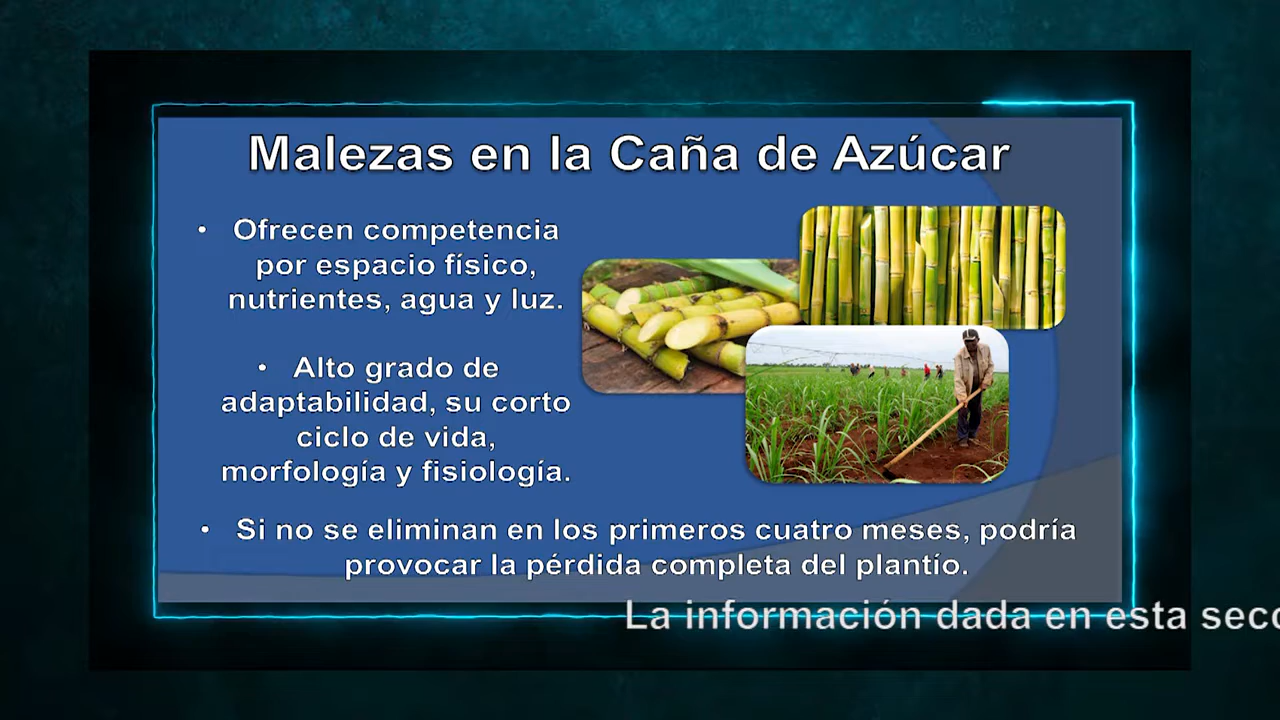 Malezas en la Caña de Azúcar
• Ofrecen competencia
por espacio físico,
nutrientes, agua y luz.
• Alto grado de
adaptabilidad, su corto
ciclo de vida,
morfología y fisiología.
• Si no se eliminan en los primeros cuatro meses, podría
provocar la pérdida completa del plantío.
La información dada en esta